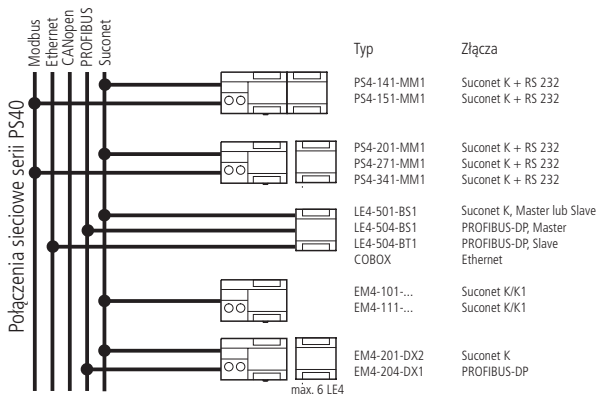 Modbus
Ethernet
CANopen
PROFIBUS
Suconet
Połączenia sieciowe serii PS40
Typ Złącza
PS4-141-MM1 Suconet K + RS 232
PS4-151-MM1 Suconet K + RS 232
PS4-201-MM1 Suconet K + RS 232
PS4-271-MM1 Suconet K + RS 232
PS4-341-MM1 Suconet K + RS 232
LE4-501-BS1 Suconet K, Master lub Slave
LE4-504-BS1 PROFIBUS-DP, Master
LE4-504-BT1 PROFIBUS-DP, Slave
COBOX Ethernet
EM4-101-... Suconet K/K1
EM4-111-... Suconet K/K1
EM4-201-DX2 Suconet K
EM4-204-DX1 PROFIBUS-DP
max. 6 LE4